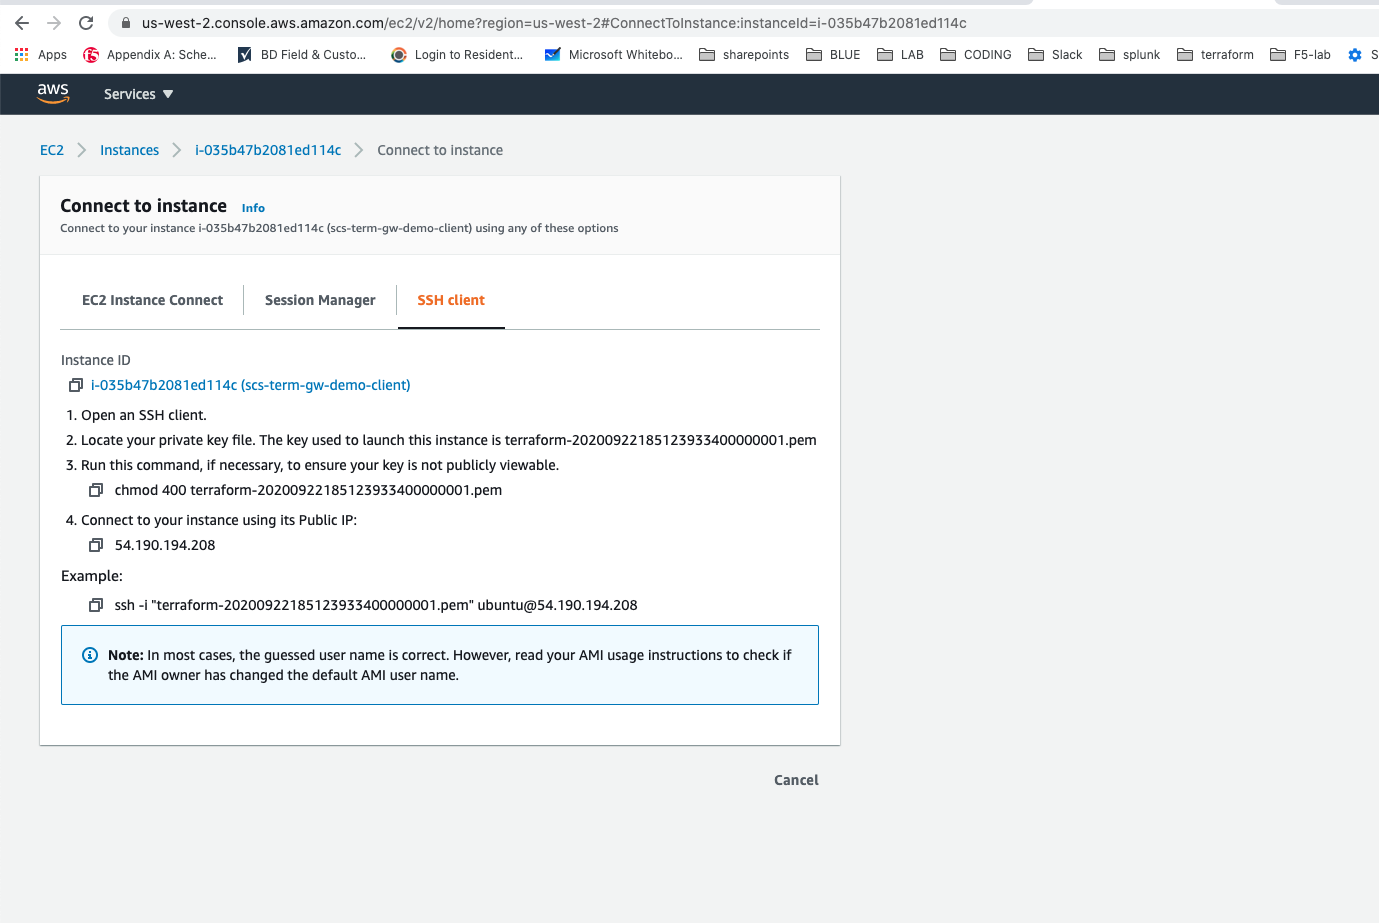 us-west-2.console.aws.amazon.com/ec2/v2/home?region=us-west-2#ConnectToInstance:instanceId=i-035b47b2081ed114c
Apps Appendix A: Sche... BD Field & Custo... Login to Resident... Microsoft Whitebo... sharepoints BLUE LAB CODING Slack splunk terraform F5-lab S
aws Services
EC2 Instances i-035b47b2081ed114c Connect to instance
Connect to instance Info
Connect to your instance i-035b47b2081ed114c (scs-term-gw-demo-client) using any of these options
EC2 Instance Connect Session Manager SSH client
Instance ID
i-035b47b2081ed114c (scs-term-gw-demo-client)
1. Open an SSH client.
2. Locate your private key file. The key used to launch this instance is terraform-20200922185123933400000001.pem
3. Run this command, if necessary, to ensure your key is not publicly viewable.
chmod 400 terraform-20200922185123933400000001.pem
4. Connect to your instance using its Public IP:
54.190.194.208
Example:
ssh -i "terraform-20200922185123933400000001.pem" ubuntu@54.190.194.208
Note: In most cases, the guessed user name is correct. However, read your AMI usage instructions to check if
the AMI owner has changed the default AMI user name.
Cancel